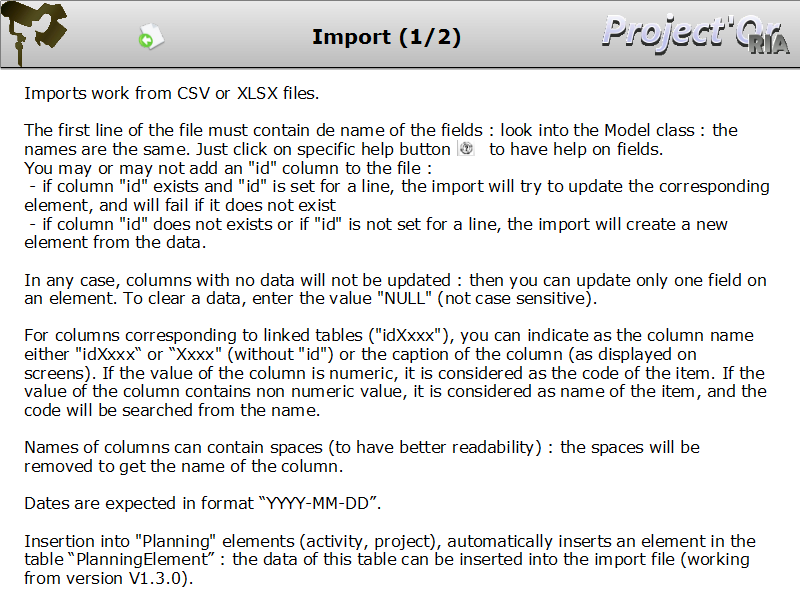 Import (1/2)
Project'Or
RIA
Imports work from CSV or XLSX files.
The first line of the file must contain de name of the fields : look into the Model class : the
names are the same. Just click on specific help button to have help on fields.
You may or may not add an "id" column to the file :
- if column "id" exists and "id" is set for a line, the import will try to update the corresponding
element, and will fail if it does not exist
- if column "id" does not exists or if "id" is not set for a line, the import will create a new
element from the data.
In any case, columns with no data will not be updated : then you can update only one field on
an element. To clear a data, enter the value "NULL" (not case sensitive).
For columns corresponding to linked tables ("idXxxx"), you can indicate as the column name
either "idXxxx“ or “Xxxx" (without "id") or the caption of the column (as displayed on
screens). If the value of the column is numeric, it is considered as the code of the item. If the
value of the column contains non numeric value, it is considered as name of the item, and the
code will be searched from the name.
Names of columns can contain spaces (to have better readability) : the spaces will be
removed to get the name of the column.
Dates are expected in format “YYYY-MM-DD”.
Insertion into "Planning" elements (activity, project), automatically inserts an element in the
table “PlanningElement” : the data of this table can be inserted into the import file (working
from version V1.3.0).